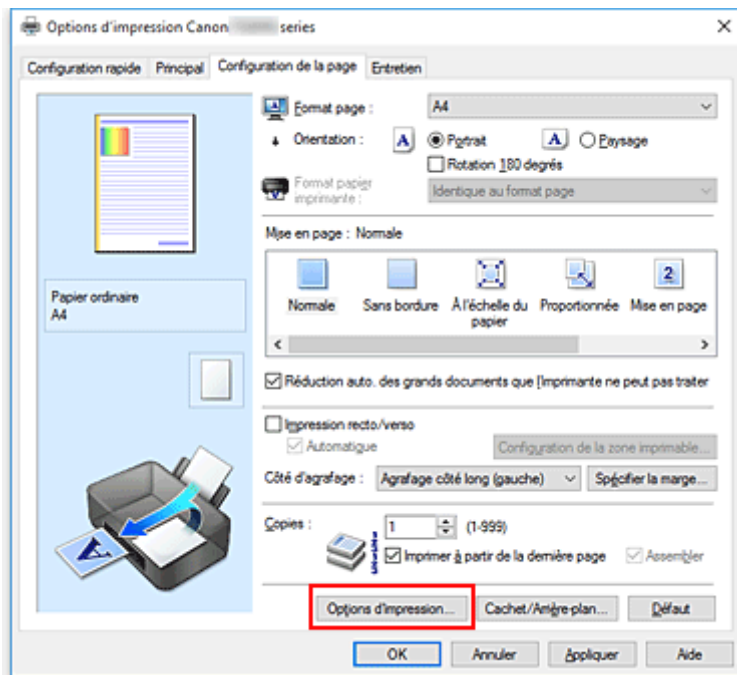 Options d'impression Canon series
Configuration rapide Principal Configuration de la page Entretien
Format page : A4
Orientation : A Portrait A Paysage
Rotation 180 degrés
Format papier imprimante : Identique au format page
Mise en page : Normale
Normale Sans bordure À l'échelle du papier Proportionnée Mise en page
2
Papier ordinaire
A4
Réduction auto. des grands documents que l'imprimante ne peut pas traiter
Impression recto/verso
Automatique Configuration de la zone imprimable...
Côté d'agrafage : Agrafage côté long (gauche) Spécifier la marge...
Copies : 1 (1-999)
Imprimer à partir de la dernière page Assembler
A
Options d'impression... Cachet/Arrière-plan... Défaut
OK Annuler Appliquer Aide